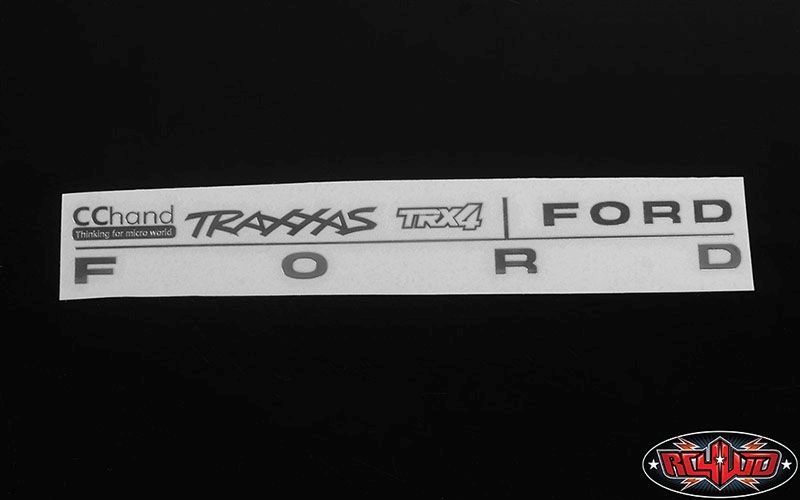 CChand TRAXXAS TRX4 FORD
Thinking for micro world
F O R D
RC4WD